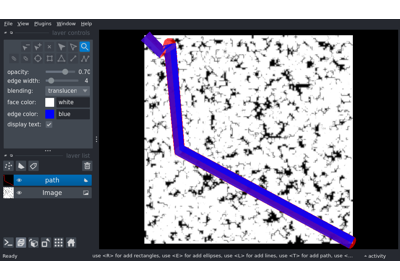 File View Plugins Window Help
layer controls
opacity: 0.70
edge width: 4
blending: translucen
face color: white
edge color: blue
display text:
layer list
path
Image
Ready
use <R> for add rectangles, use <E> for add ellipses, use <L> for add lines, use <T> for add path, use <...
activity